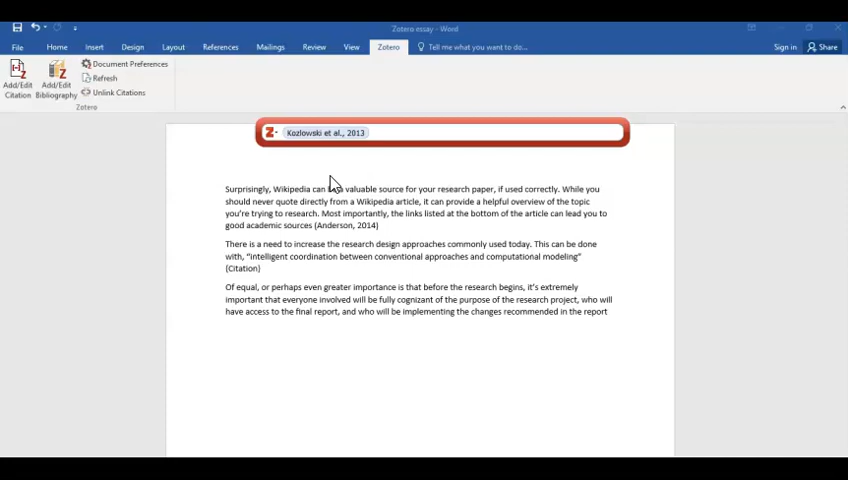 Zotero essay - Word
File Home Insert Design Layout References Mailings Review View Zotero Tell me what you want to do... Sign in Share
Add/Edit Citation
Add/Edit Bibliography
Document Preferences
Refresh
Unlink Citations
Zotero
Z Kozlowski et al., 2013
Surprisingly, Wikipedia can a valuable source for your research paper, if used correctly. While you
should never quote directly from a Wikipedia article, it can provide a helpful overview of the topic
you're trying to research. Most importantly, the links listed at the bottom of the article can lead you to
good academic sources (Anderson, 2014)
There is a need to increase the research design approaches commonly used today. This can be done
with, “intelligent coordination between conventional approaches and computational modeling”
{Citation}
Of equal, or perhaps even greater importance is that before the research begins, it's extremely
important that everyone involved will be fully cognizant of the purpose of the research project, who will
have access to the final report, and who will be implementing the changes recommended in the report